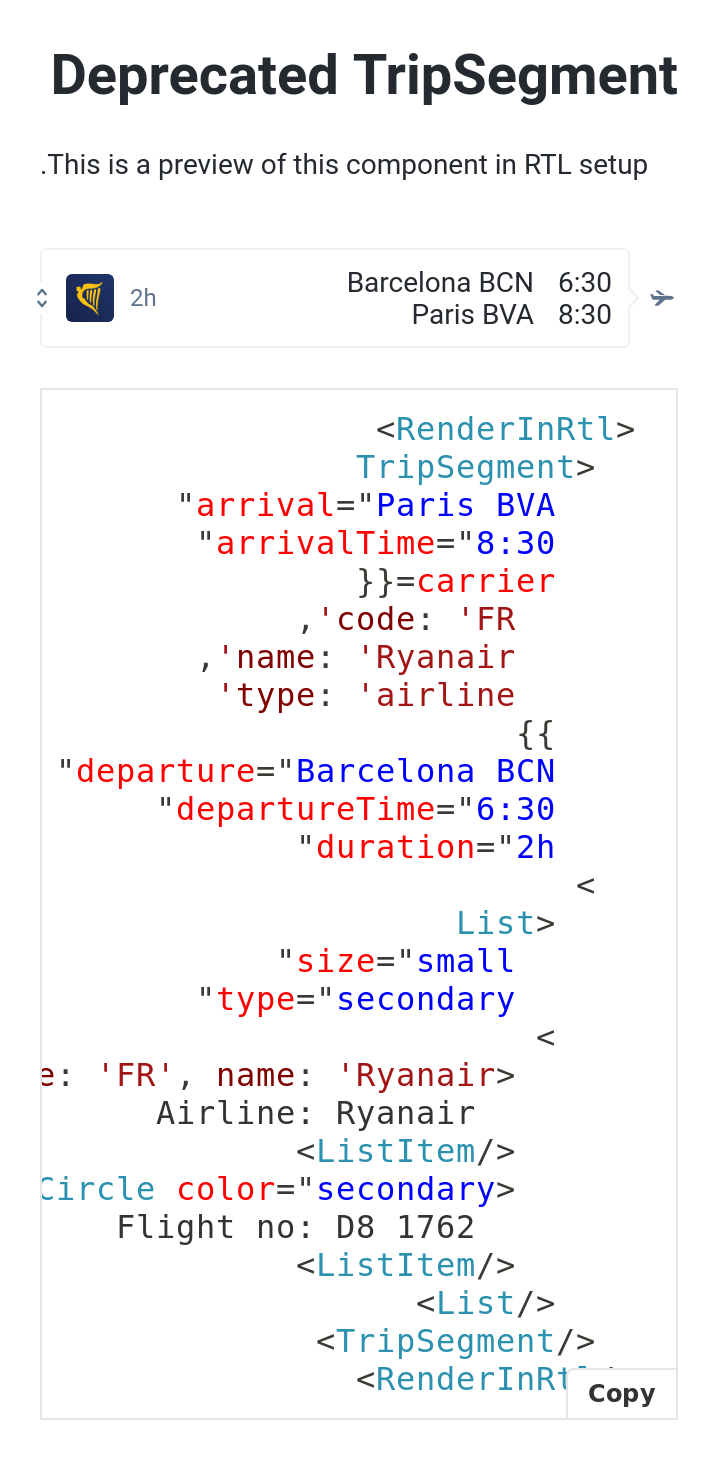 Deprecated TripSegment
.This is a preview of this component in RTL setup
2h
Barcelona BCN 6:30
Paris BVA 8:30
<RenderInRtl>
TripSegment>
"arrival="Paris BVA
"arrivalTime="8:30
}}=carrier
,'code: 'FR
,'name: 'Ryanair
'type: 'airline
{{
"departure="Barcelona BCN
"departureTime="6:30
"duration="2h
<
List>
"size="small
"type="secondary
<
e: 'FR', name: 'Ryanair>
Airline: Ryanair
<ListItem/>
Circle color="secondary>
Flight no: D8 1762
<ListItem/>
<List/>
<TripSegment/>
<RenderInRtl
Copy